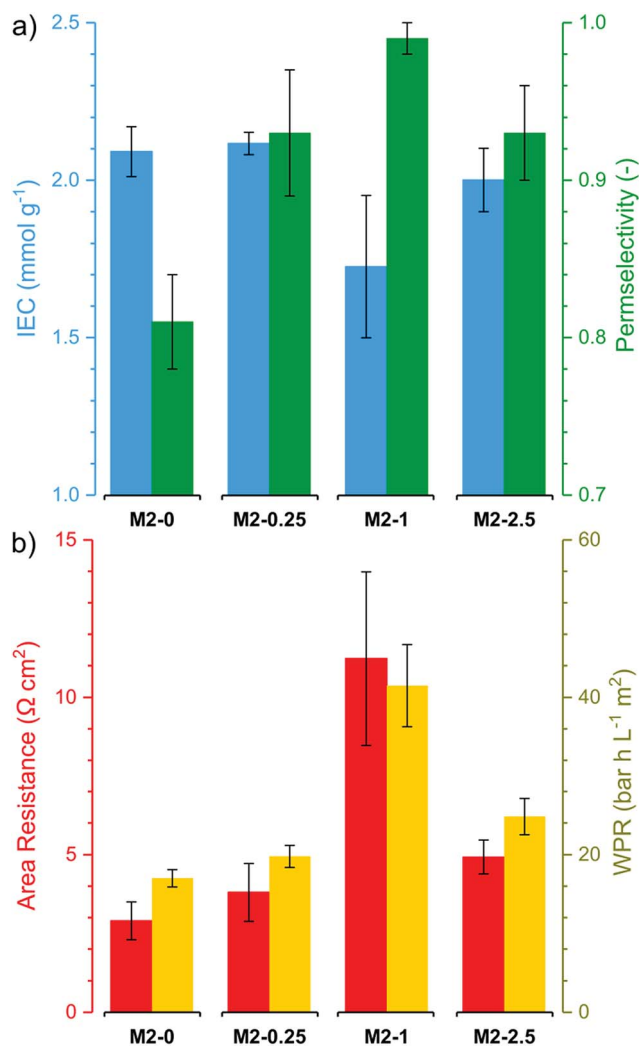 a)
2.5
2.0
1.5
1.0
IEC (mmol g⁻¹)
1.0
0.9
0.8
0.7
Permselectivity (-)
M2-0 M2-0.25 M2-1 M2-2.5
b)
15
10
5
0
Area Resistance (Ω cm²)
60
40
20
0
WPR (bar h L⁻¹ m²)
M2-0 M2-0.25 M2-1 M2-2.5